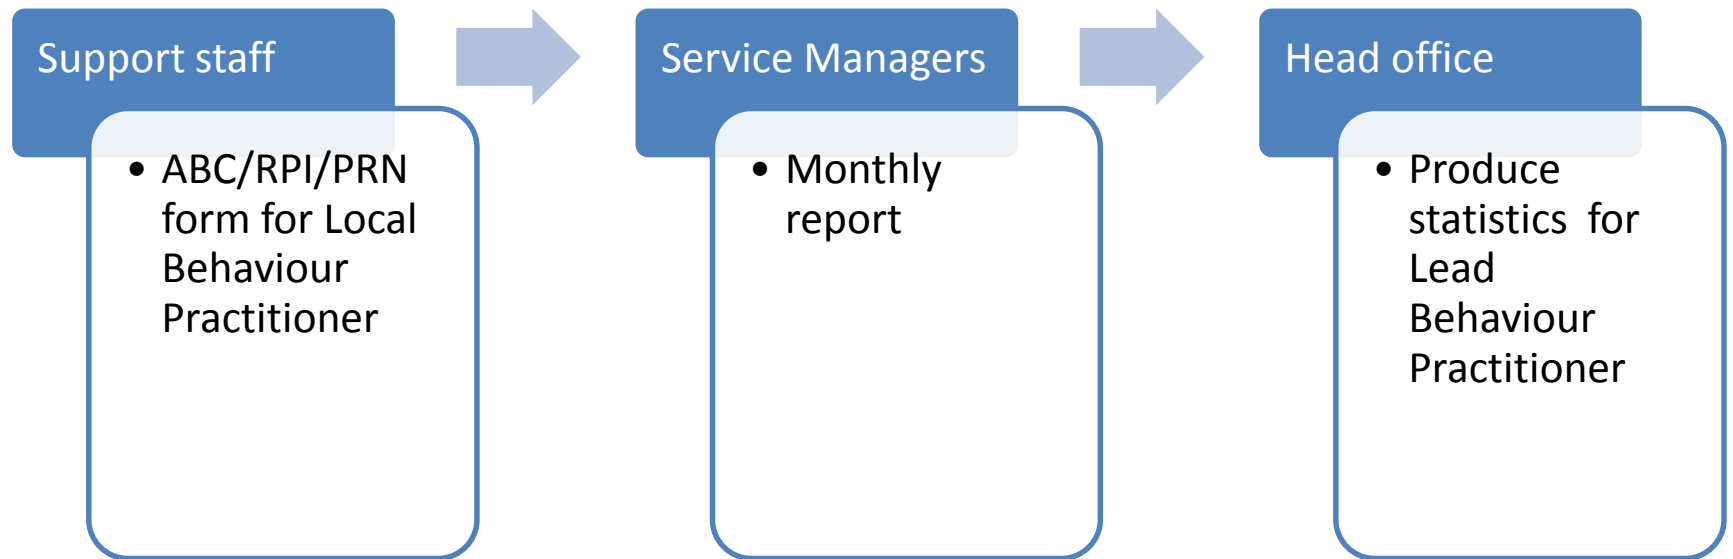 Support staff
• ABC/RPI/PRN
form for Local
Behaviour
Practitioner
Service Managers
• Monthly
report
Head office
• Produce
statistics for
Lead
Behaviour
Practitioner